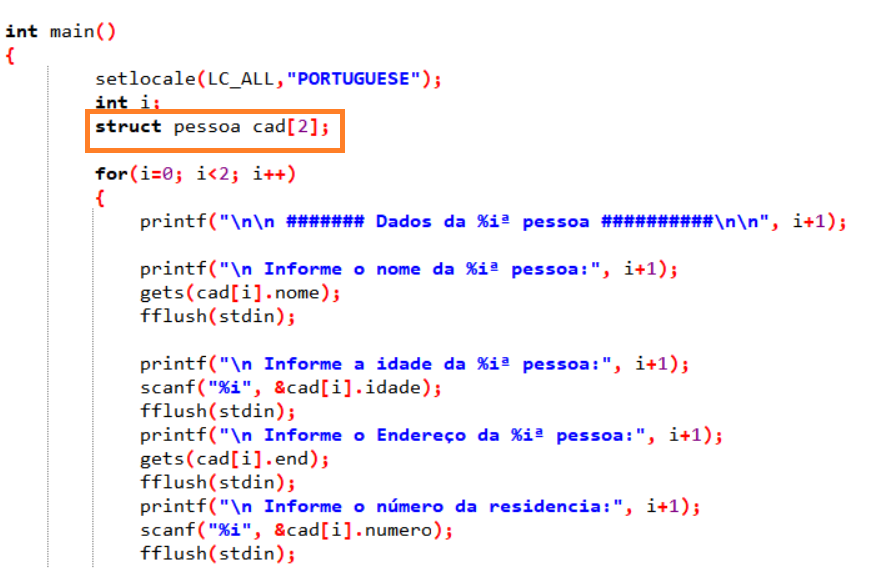 int main()
{
setlocale(LC_ALL,"PORTUGUESE");
int i;
struct pessoa cad[2];
for(i=0; i<2; i++)
{
printf("\n\n ####### Dados da %iª pessoa ##########\n\n", i+1);
printf("\n Informe o nome da %iª pessoa:", i+1);
gets(cad[i].nome);
fflush(stdin);
printf("\n Informe a idade da %iª pessoa:", i+1);
scanf("%i", &cad[i].idade);
fflush(stdin);
printf("\n Informe o Endereço da %iª pessoa:", i+1);
gets(cad[i].end);
fflush(stdin);
printf("\n Informe o número da residencia:", i+1);
scanf("%i", &cad[i].numero);
fflush(stdin);